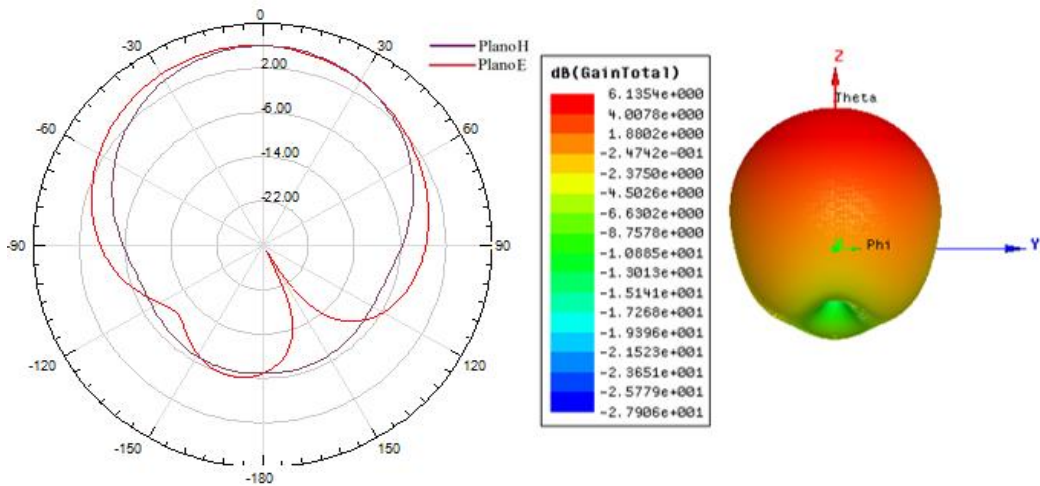 0
-30
30
PlanoH
PlanoE
2.00
-60
-6.00
60
-14.00
-22.00
-90
90
-120
120
-150
150
-180
dB(GainTotal)
6.1354e+000
4.0078e+000
1.8802e+000
-2.4742e-001
-2.3750e+000
-4.5026e+000
-6.6302e+000
-8.7578e+000
-1.0885e+001
-1.3013e+001
-1.5141e+001
-1.7268e+001
-1.9396e+001
-2.1523e+001
-2.3651e+001
-2.5779e+001
-2.7906e+001
Z
Theta
Phi
Y